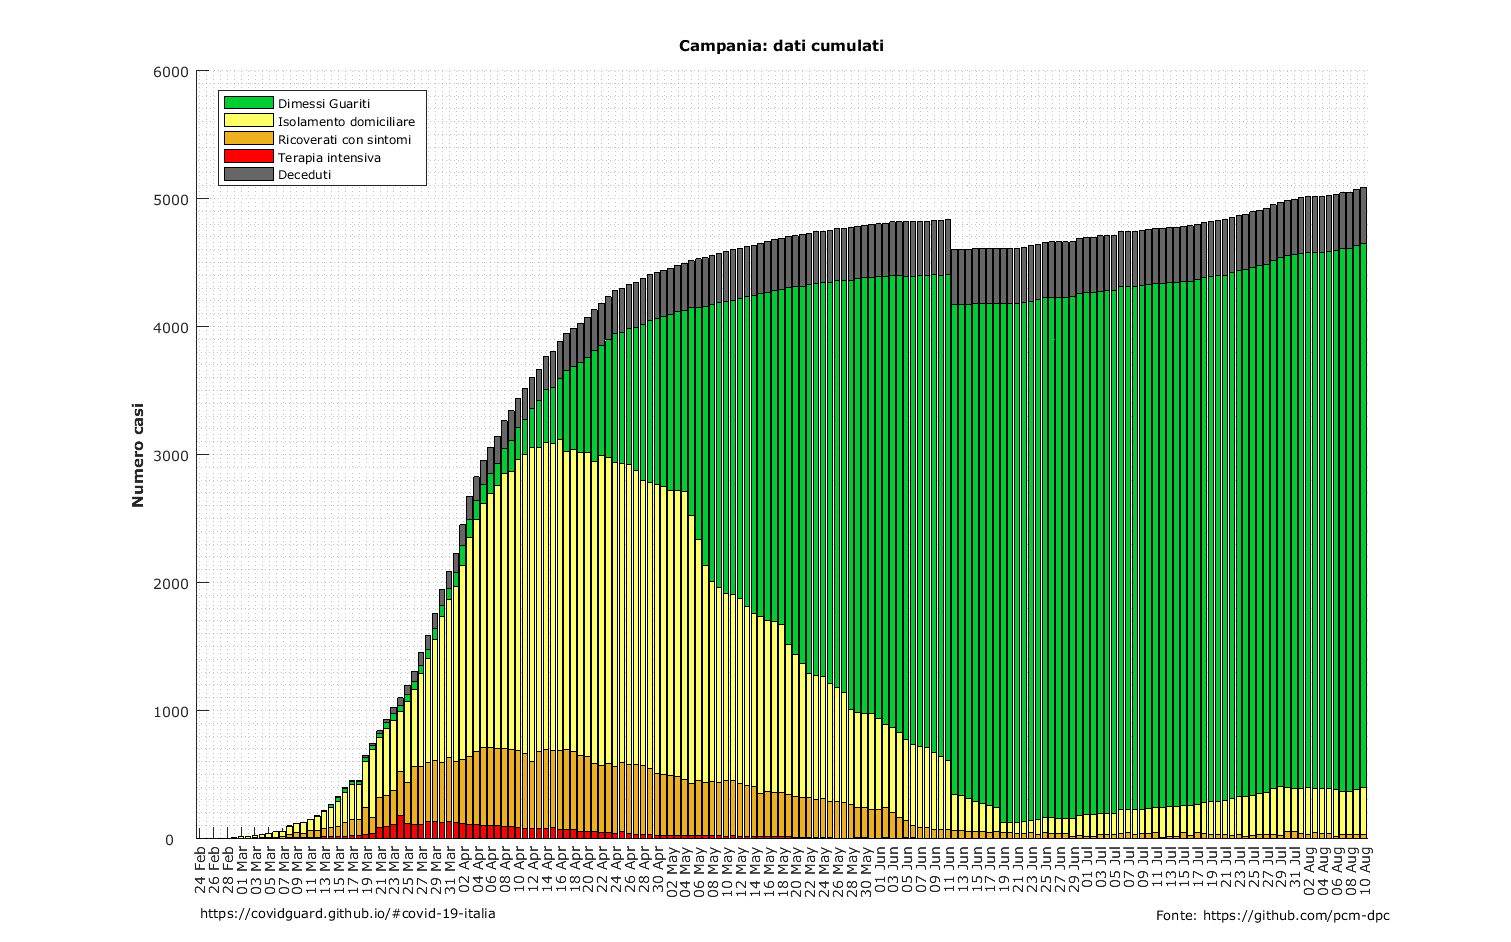 Campania: dati cumulati
6000
5000
4000
3000
2000
1000
0
Numero casi
Dimessi Guariti
Isolamento domiciliare
Ricoverati con sintomi
Terapia intensiva
Deceduti
24 Feb
26 Feb
28 Feb
01 Mar
03 Mar
05 Mar
07 Mar
09 Mar
11 Mar
13 Mar
15 Mar
17 Mar
19 Mar
21 Mar
23 Mar
25 Mar
27 Mar
29 Mar
31 Mar
02 Apr
04 Apr
06 Apr
08 Apr
10 Apr
12 Apr
14 Apr
16 Apr
18 Apr
20 Apr
22 Apr
24 Apr
26 Apr
28 Apr
30 Apr
02 May
04 May
06 May
08 May
10 May
12 May
14 May
16 May
18 May
20 May
22 May
24 May
26 May
28 May
30 May
01 Jun
03 Jun
05 Jun
07 Jun
09 Jun
11 Jun
13 Jun
15 Jun
17 Jun
19 Jun
21 Jun
23 Jun
25 Jun
27 Jun
29 Jun
01 Jul
03 Jul
05 Jul
07 Jul
09 Jul
11 Jul
13 Jul
15 Jul
17 Jul
19 Jul
21 Jul
23 Jul
25 Jul
27 Jul
29 Jul
31 Jul
02 Aug
04 Aug
06 Aug
08 Aug
10 Aug
https://covidguard.github.io/#covid-19-italia
Fonte: https://github.com/pcm-dpc